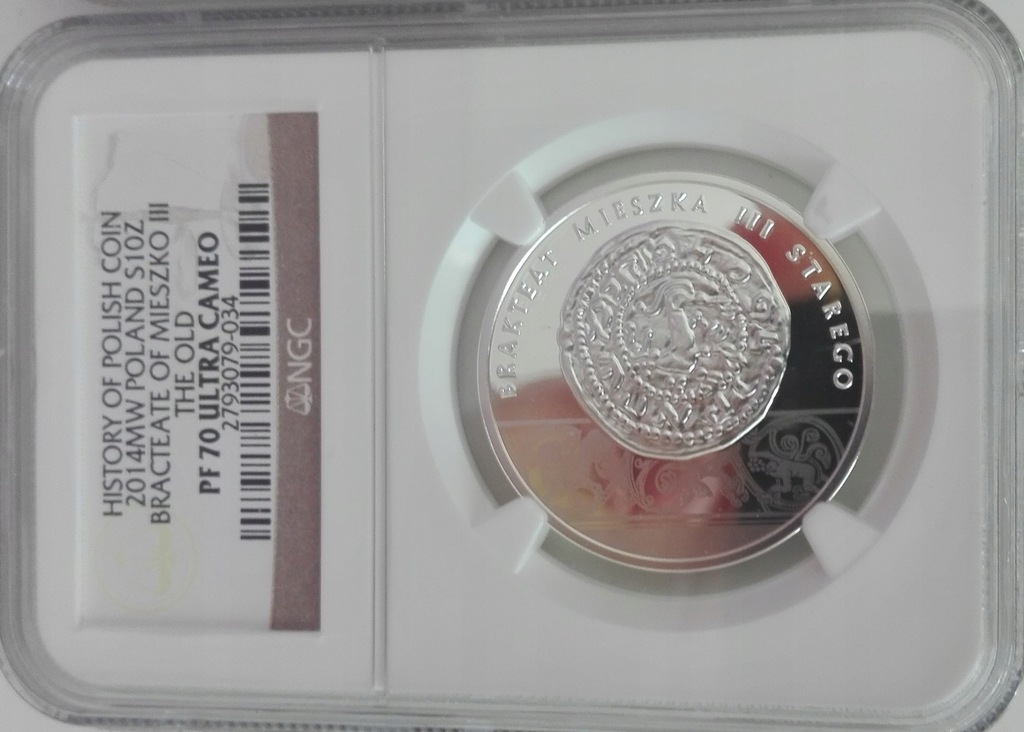 HISTORY OF POLISH COIN
2014MW POLAND S10Z
BRACTEATE OF MIESZKO III
THE OLD
PF 70 ULTRA CAMEO
2793079-034
NGC
BRAKTEAT MIESZKA III STAREGO